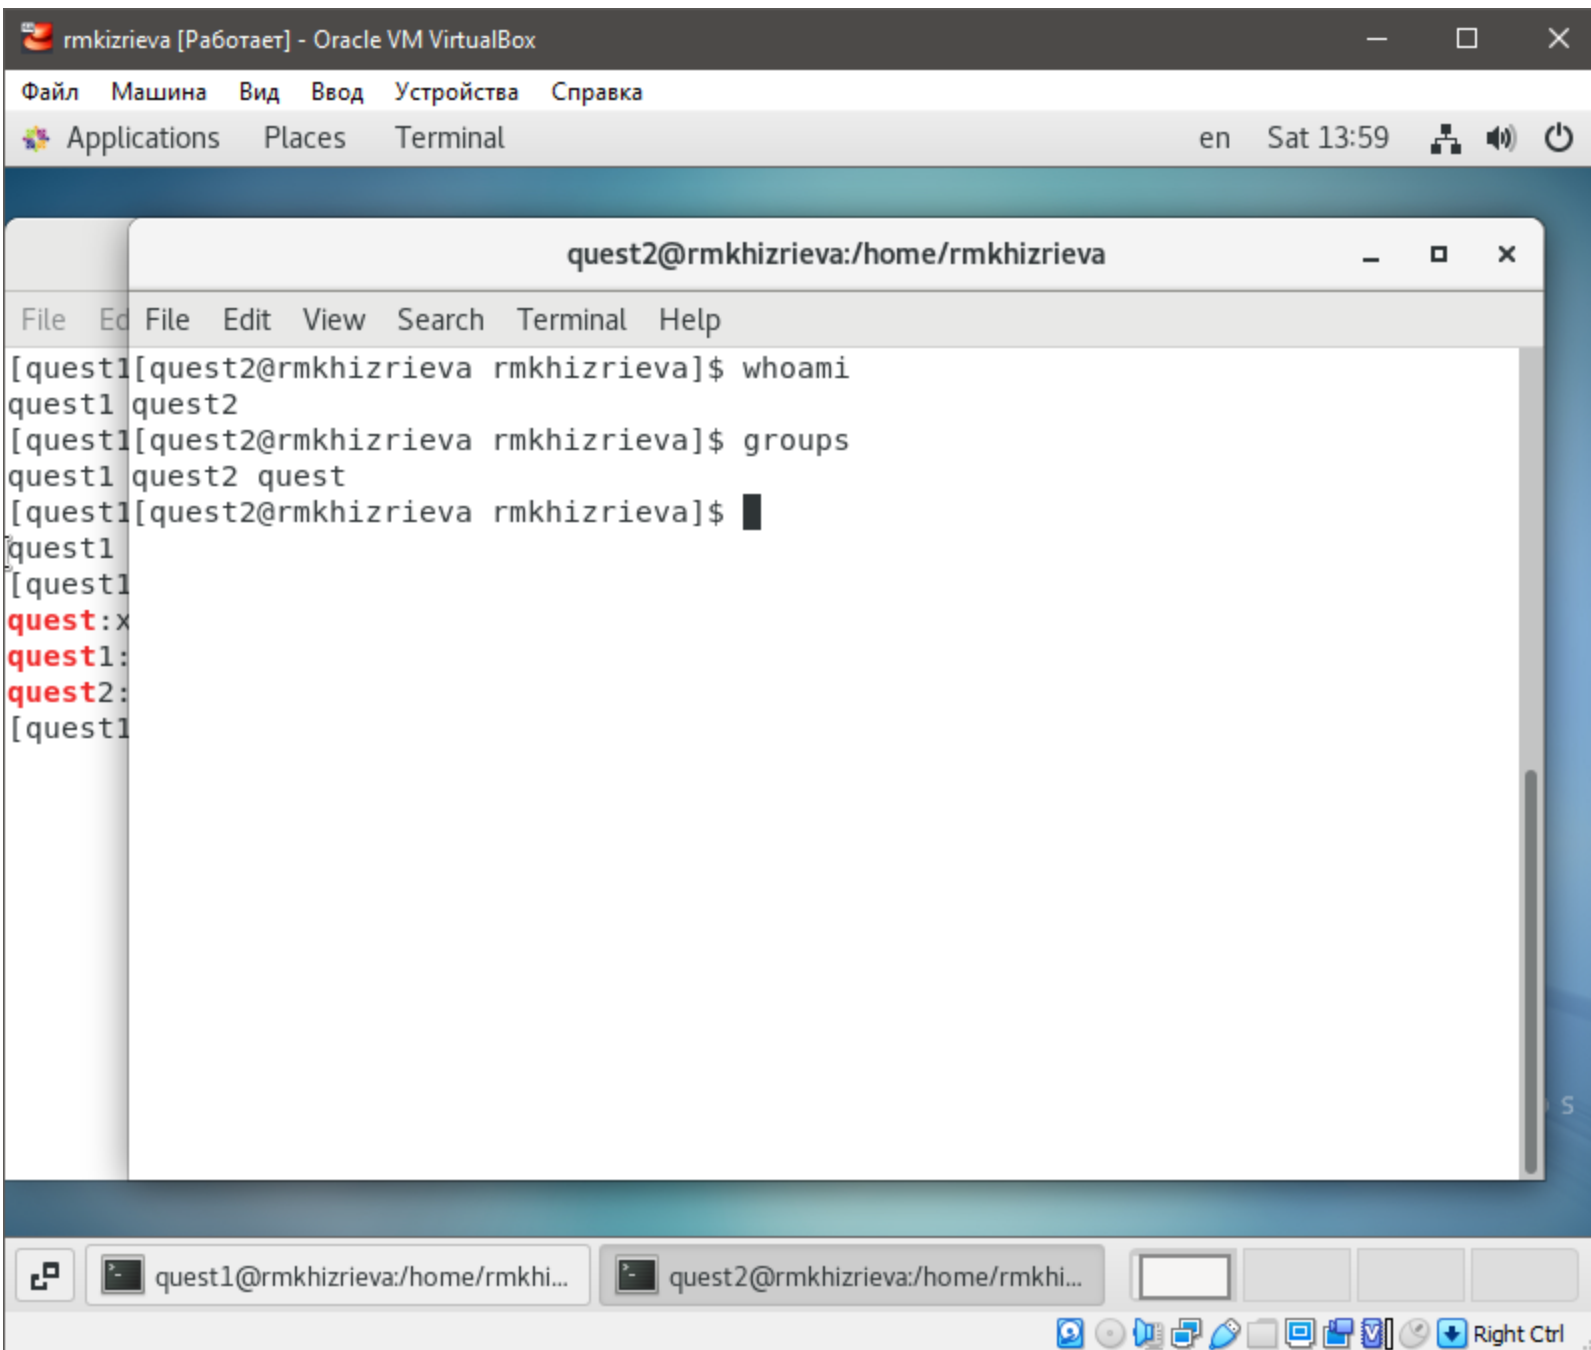 rmkizrieva [Работает] - Oracle VM VirtualBox
Файл Машина Вид Ввод Устройства Справка
Applications Places Terminal en Sat 13:59
quest2@rmkhizrieva:/home/rmkhizrieva
File Ed File Edit View Search Terminal Help
[quest1 [quest2@rmkhizrieva rmkhizrieva]$ whoami
quest1 quest2
[quest1 [quest2@rmkhizrieva rmkhizrieva]$ groups
quest1 quest2 quest
[quest1 [quest2@rmkhizrieva rmkhizrieva]$
quest1
[quest1
quest:x
quest1:
quest2:
[quest1
s
quest1@rmkhizrieva:/home/rmkhi... quest2@rmkhizrieva:/home/rmkhi...
Right Ctrl